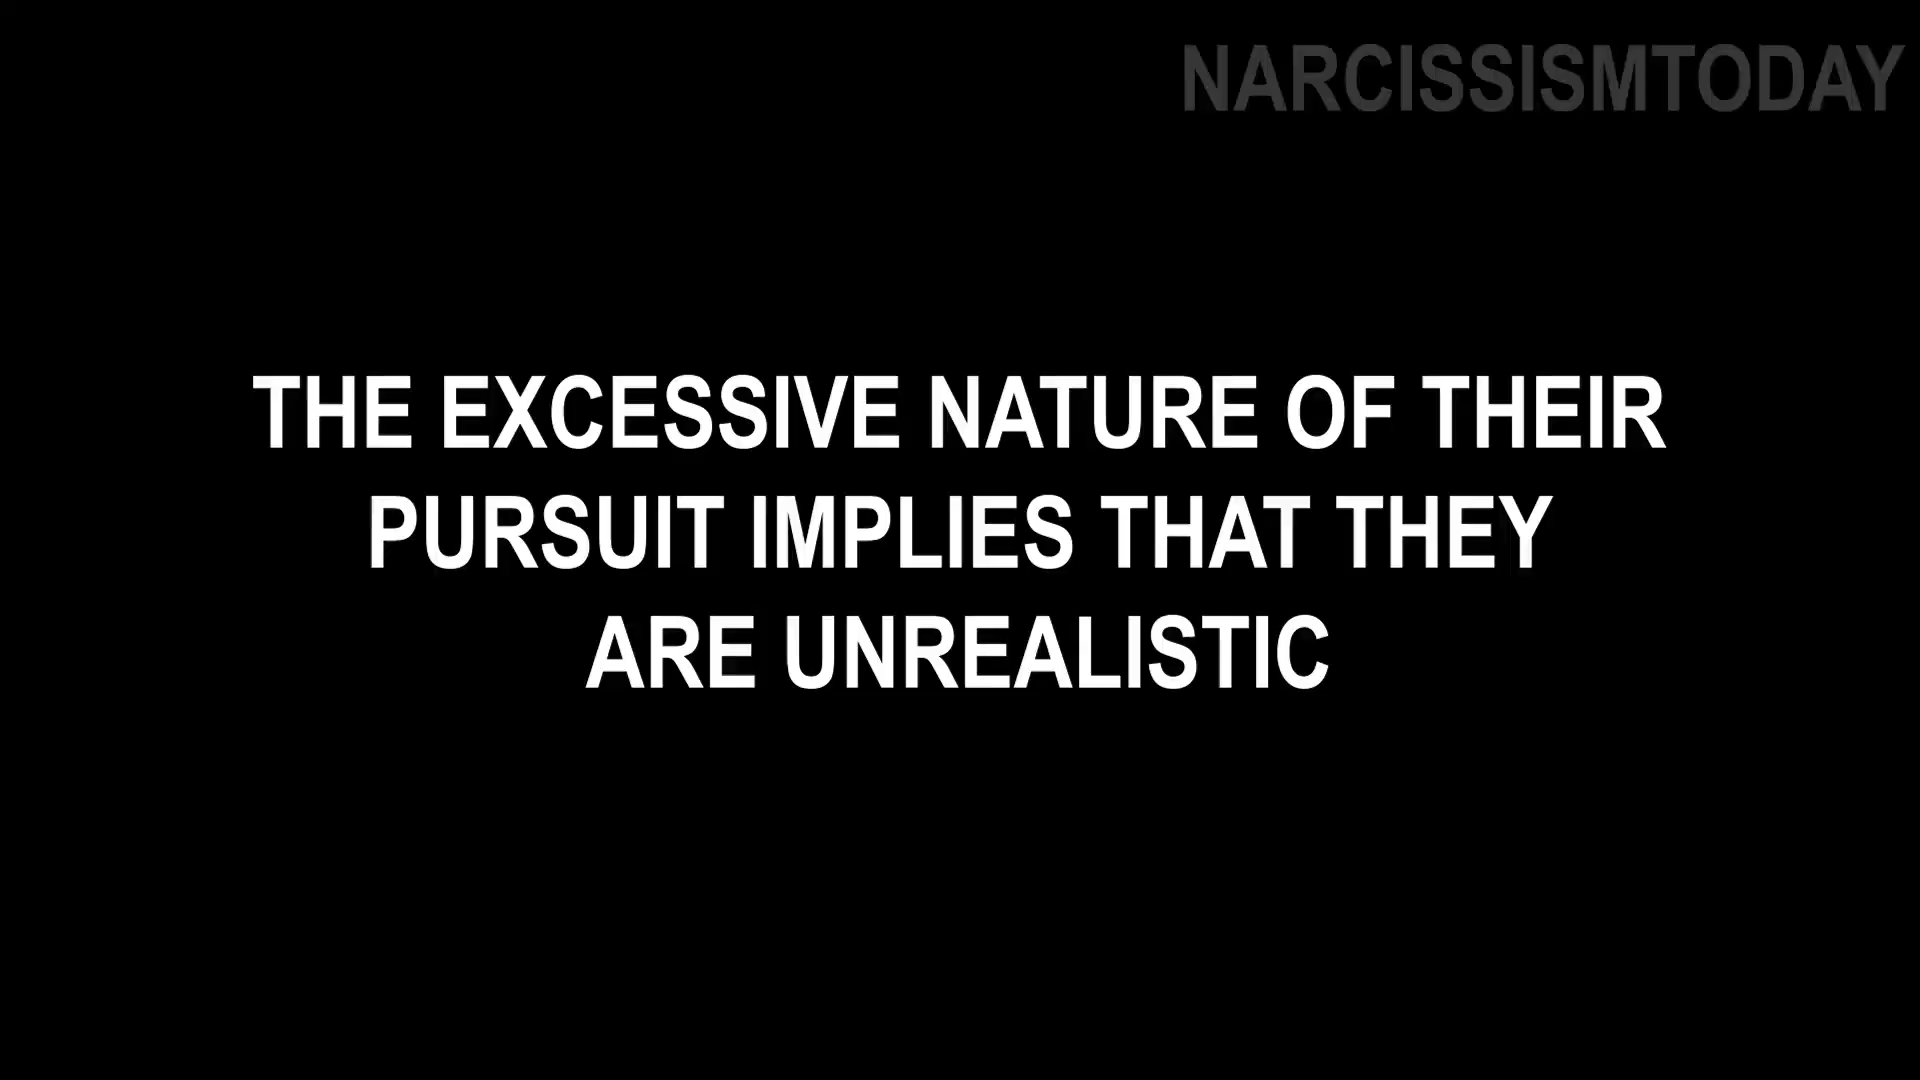 NARCISSISMTODAY
THE EXCESSIVE NATURE OF THEIR
PURSUIT IMPLIES THAT THEY
ARE UNREALISTIC